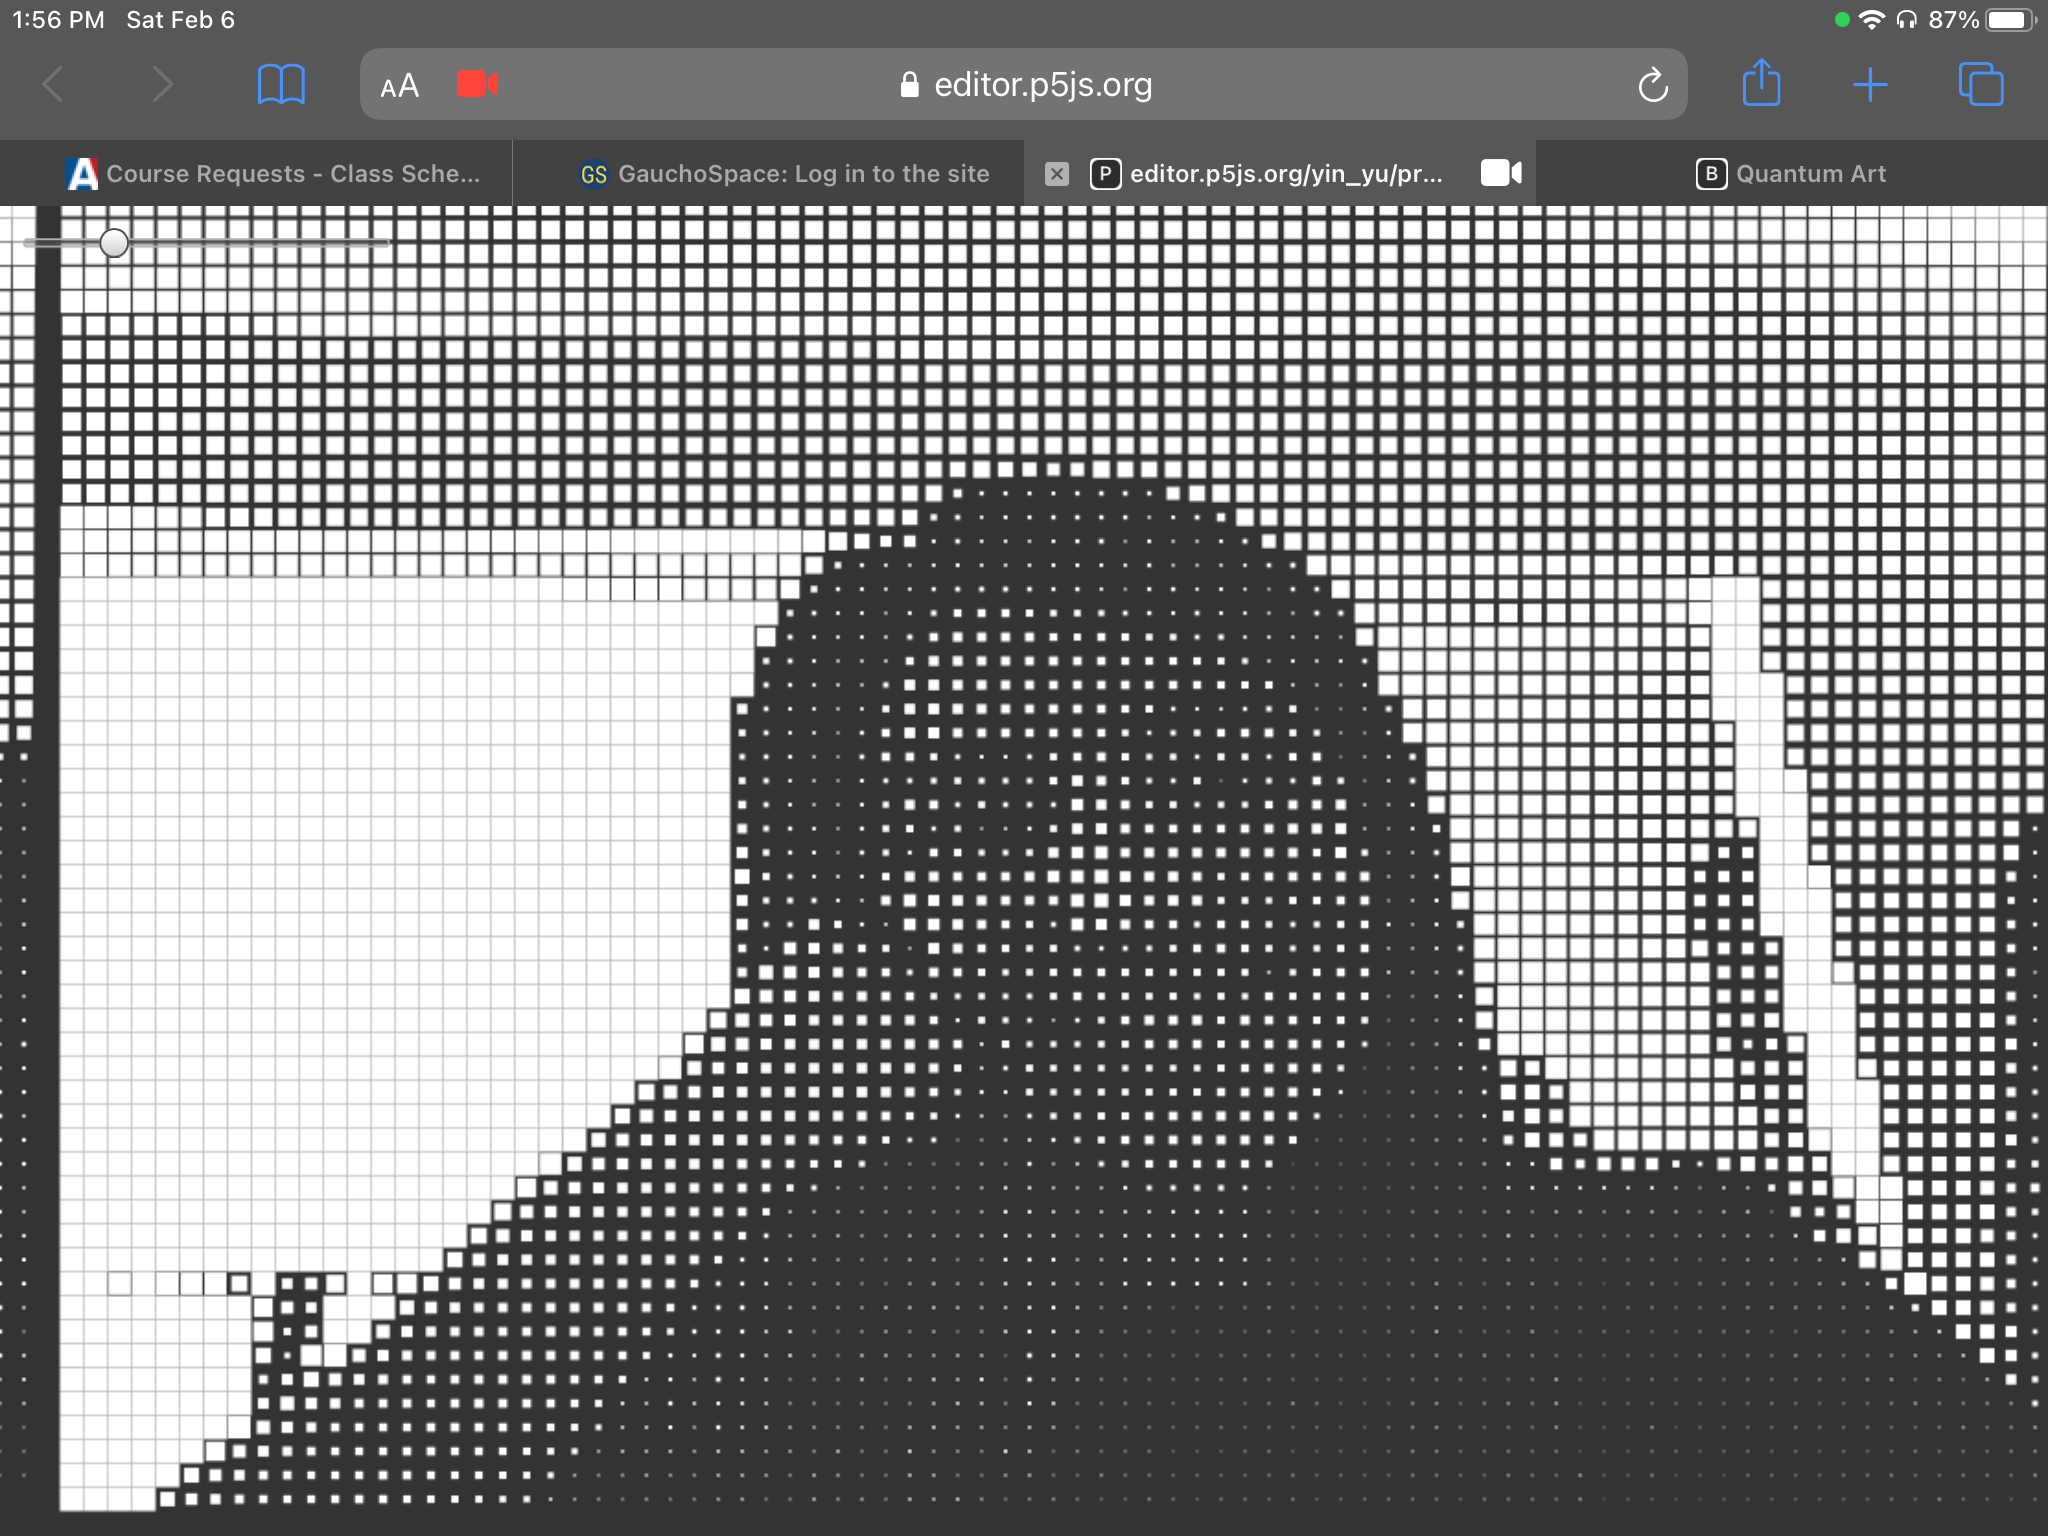 1:56 PM Sat Feb 6 87%
AA editor.p5js.org
A Course Requests - Class Sche...
GS GauchoSpace: Log in to the site
P editor.p5js.org/yin_yu/pr...
B Quantum Art